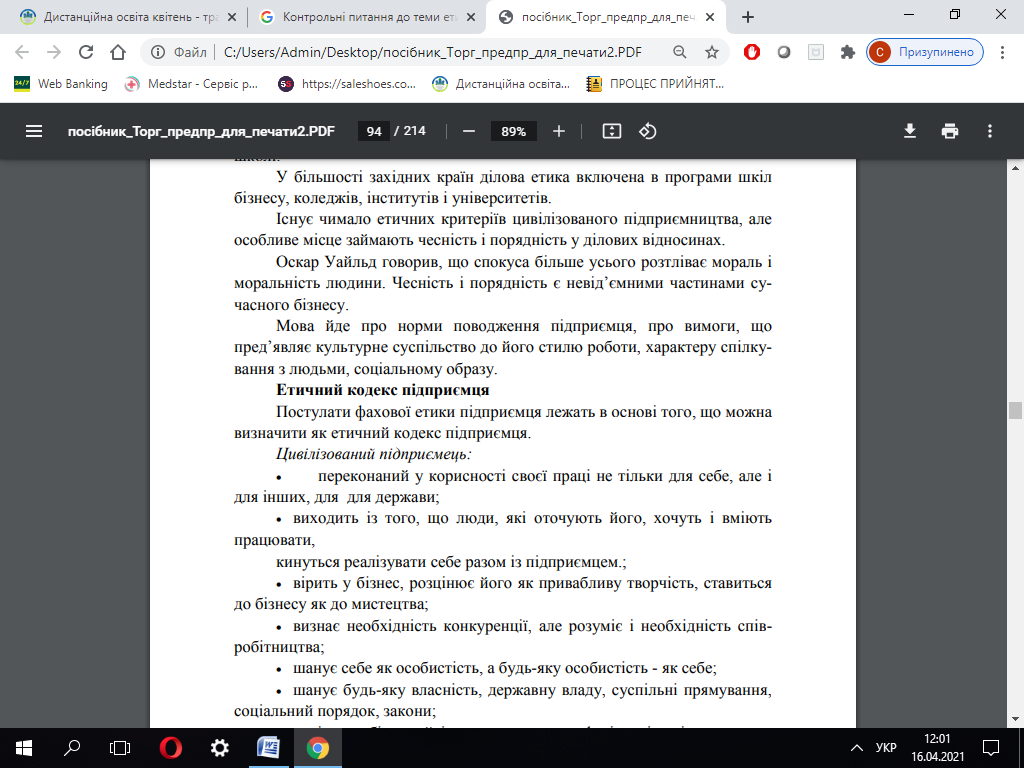 Дистанційна освіта квітень - тра
Контрольні питання до теми ети
посібник_Торг_предпр_для_печ
Файл
C:/Users/Admin/Desktop/посібник_Торг_предпр_для_печати2.PDF
С
Призупинено
24/7 Web Banking
Medstar - Сервіс р...
SS https://saleshoes.co...
Дистанційна освіта...
ПРОЦЕС ПРИЙНЯТ...
посібник_Торг_предпр_для_печати2.PDF
94 / 214
89%
школі.
У більшості західних країн ділова етика включена в програми шкіл
бізнесу, коледжів, інститутів і університетів.
Існує чимало етичних критеріїв цивілізованого підприємництва, але
особливе місце займають чесність і порядність у ділових відносинах.
Оскар Уайльд говорив, що спокуса більше усього розтліває мораль і
моральність людини. Чесність і порядність є невід’ємними частинами су-
часного бізнесу.
Мова йде про норми поводження підприємця, про вимоги, що
пред’являє культурне суспільство до його стилю роботи, характеру спілку-
вання з людьми, соціальному образу.
Етичний кодекс підприємця
Постулати фахової етики підприємця лежать в основі того, що можна
визначити як етичний кодекс підприємця.
Цивілізований підприємець:
• переконаний у корисності своєї праці не тільки для себе, але і
для інших, для для держави;
• виходить із того, що люди, які оточують його, хочуть і вміють
працювати,
кинуться реалізувати себе разом із підприємцем.;
• вірить у бізнес, розцінює його як привабливу творчість, ставиться
до бізнесу як до мистецтва;
• визнає необхідність конкуренції, але розуміє і необхідність спів-
робітництва;
• шанує себе як особистість, а будь-яку особистість - як себе;
• шанує будь-яку власність, державну владу, суспільні прямування,
соціальний порядок, закони;
УКР
12:01
16.04.2021